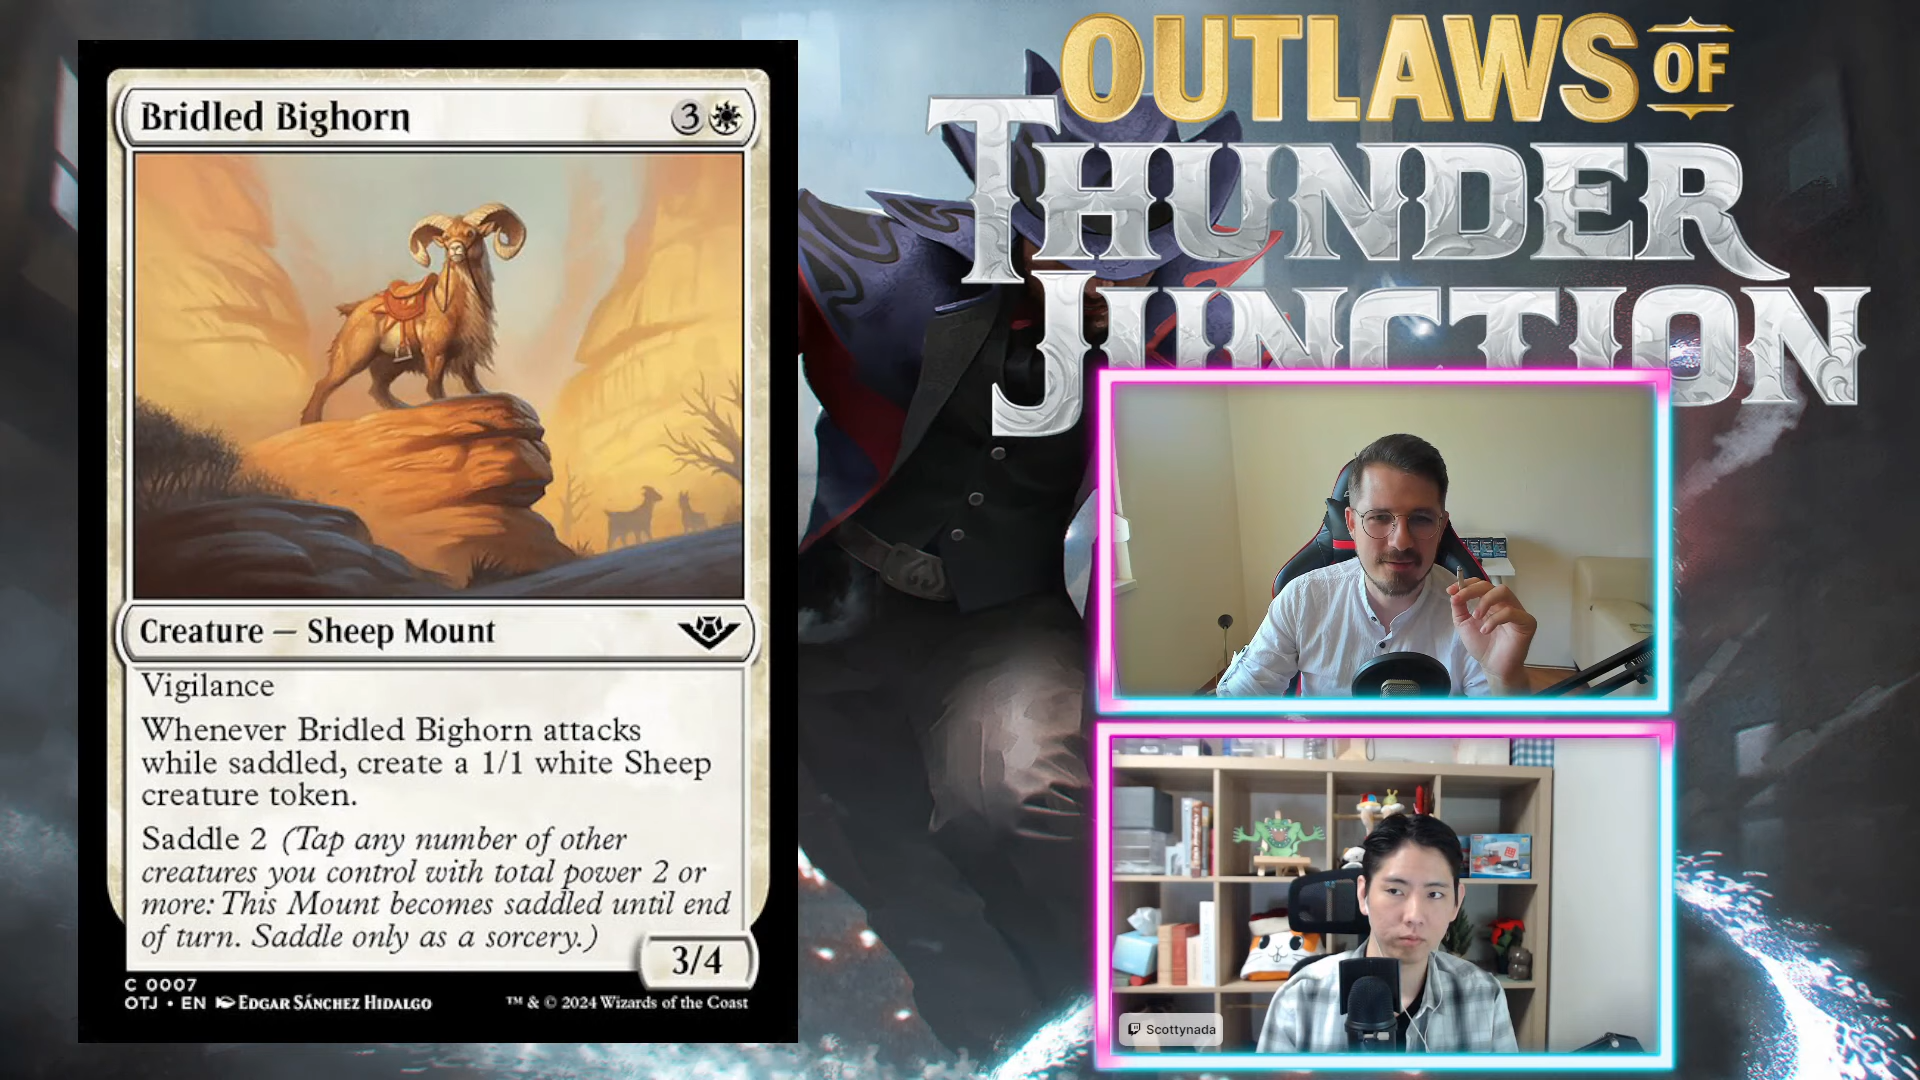 Bridled Bighorn
3
Creature — Sheep Mount
Vigilance
Whenever Bridled Bighorn attacks
while saddled, create a 1/1 white Sheep
creature token.
Saddle 2 (Tap any number of other
creatures you control with total power 2 or
more: This Mount becomes saddled until end
of turn. Saddle only as a sorcery.)
3/4
C 0007
OTJ • EN EDGAR SÁNCHEZ HIDALGO
™ & © 2024 Wizards of the Coast
OUTLAWS OF
THUNDER
JUNCTION
Scottynada